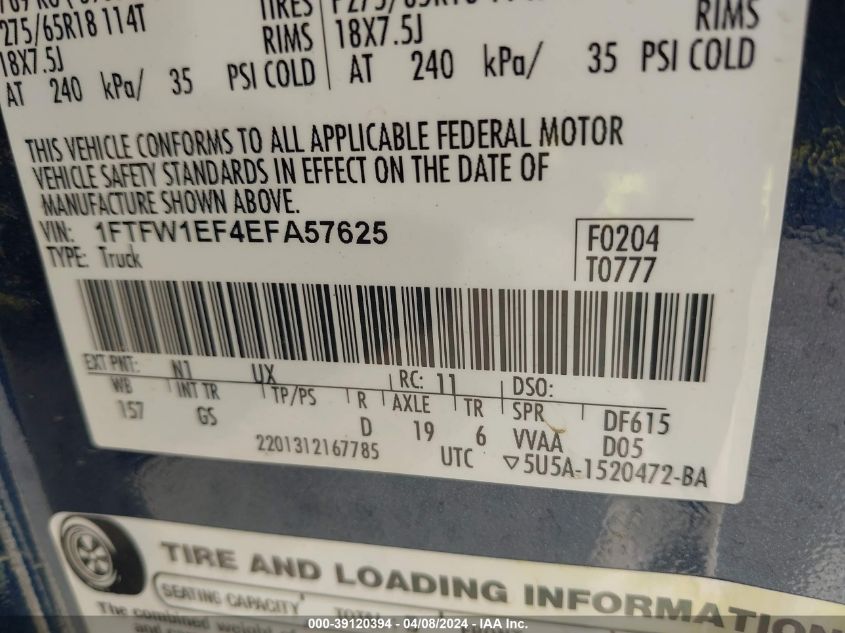 TIRES
275/65R18 114T RIMS 18X7.5J RIMS
18X7.5J
AT 240 kPa/ 35 PSI COLD AT 240 kPa/ 35 PSI COLD
THIS VEHICLE CONFORMS TO ALL APPLICABLE FEDERAL MOTOR
VEHICLE SAFETY STANDARDS IN EFFECT ON THE DATE OF
MANUFACTURE SHOWN ABOVE.
VIN: 1FTFW1EF4EFA57625 F0204
TYPE: Truck T0777
EXT PNT: N1 UX RC: 11 DSO:
WB INT TR TP/PS R AXLE TR SPR DF615
157 GS D 19 6 VVAA D05
2201312167785 UTC ▽5U5A-1520472-BA
TIRE AND LOADING INFORMATION
SEATING CAPACITY
The combined weight of
000-39120394 - 04/08/2024 - IAA Inc.